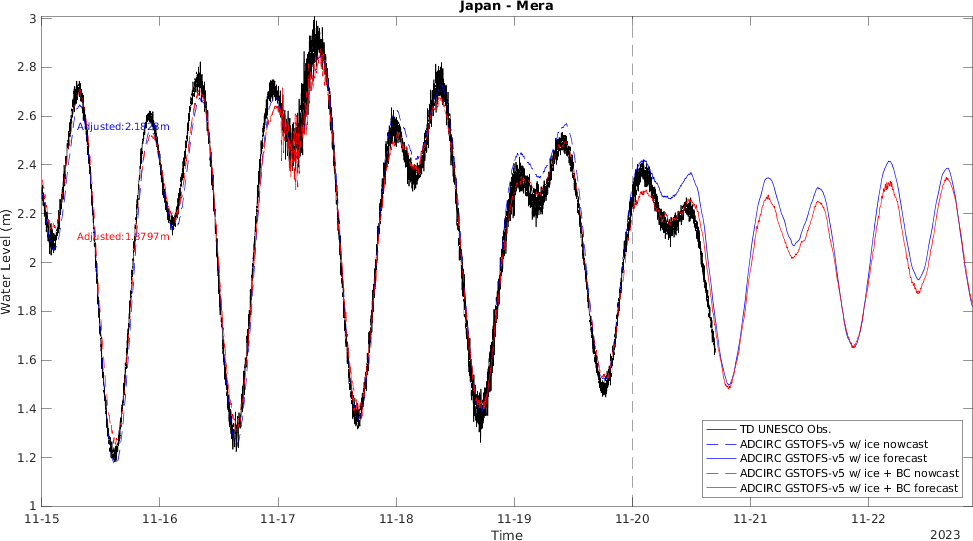 Japan - Mera
3
2.8
2.6
2.4
2.2
2
1.8
1.6
1.4
1.2
1
Water Level (m)
Adjusted:2.1823m
Adjusted:1.8797m
TD UNESCO Obs.
ADCIRC GSTOFS-v5 w/ ice nowcast
ADCIRC GSTOFS-v5 w/ ice forecast
ADCIRC GSTOFS-v5 w/ ice + BC nowcast
ADCIRC GSTOFS-v5 w/ ice + BC forecast
11-15 11-16 11-17 11-18 11-19 11-20 11-21 11-22
Time
2023